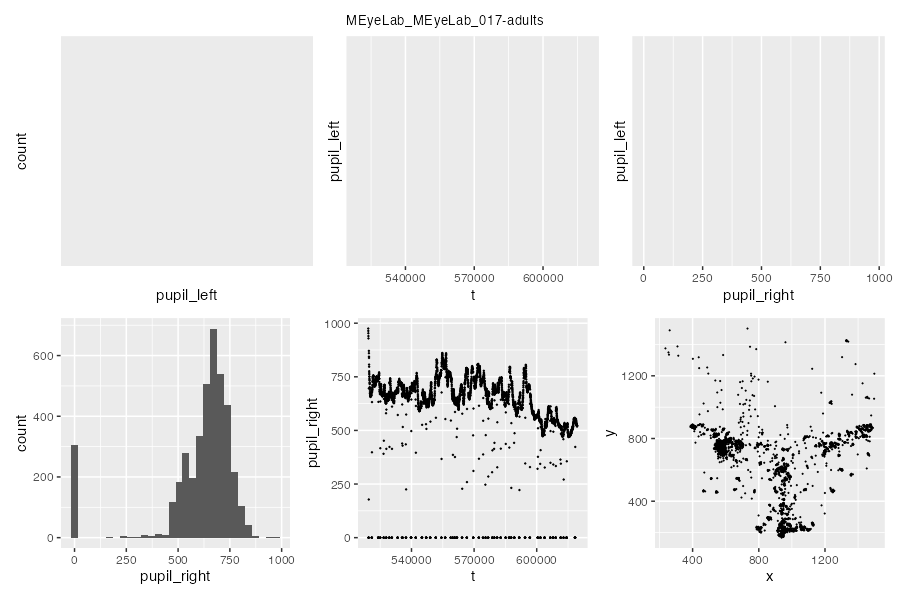 MEyeLab_MEyeLab_017-adults
count
pupil_left
pupil_left
540000 570000 600000
t
pupil_left
0 250 500 750 1000
pupil_right
600
400
200
0
count
0 250 500 750 1000
pupil_right
1000
750
500
250
0
pupil_right
540000 570000 600000
t
1200
800
400
y
400 800 1200
x